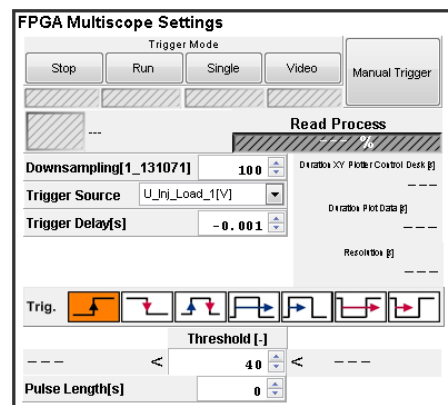 FPGA Multiscope Settings
Trigger Mode
Stop Run Single Video Manual Trigger
---
Read Process
--- %
Downsampling[1_131071] 100
Duration XY Plotter Control Desk [s]
---
Trigger Source U_Inj_Load_1[V]
Duration Plot Data [s]
---
Trigger Delay[s] -0.001
Resolution [s]
---
Trig.
Threshold [-]
--- < 40 < ---
Pulse Length[s] 0